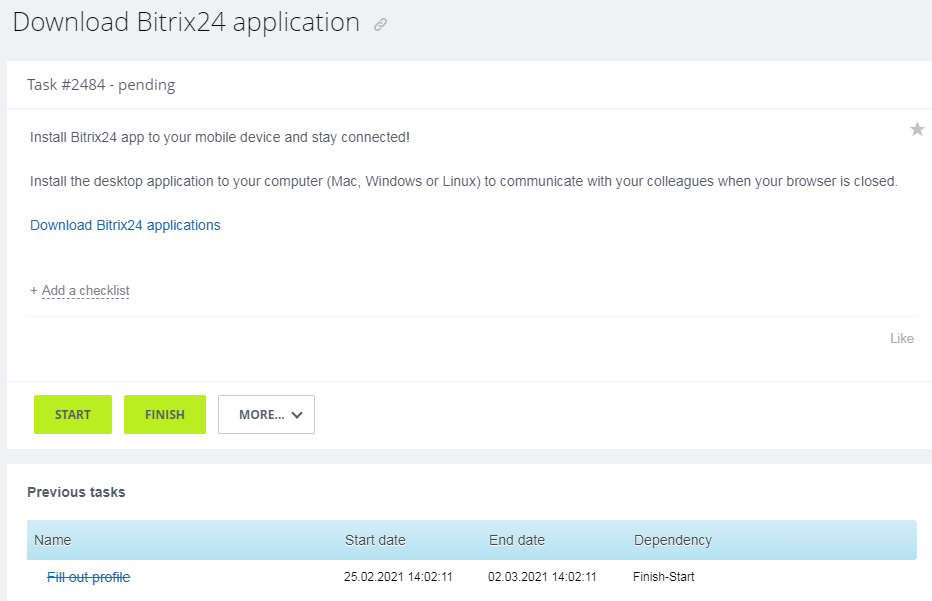 Download Bitrix24 application
Task #2484 - pending
Install Bitrix24 app to your mobile device and stay connected!
Install the desktop application to your computer (Mac, Windows or Linux) to communicate with your colleagues when your browser is closed.
Download Bitrix24 applications
+ Add a checklist
Like
START FINISH MORE...
Previous tasks
Name Start date End date Dependency
Fill out profile 25.02.2021 14:02:11 02.03.2021 14:02:11 Finish-Start